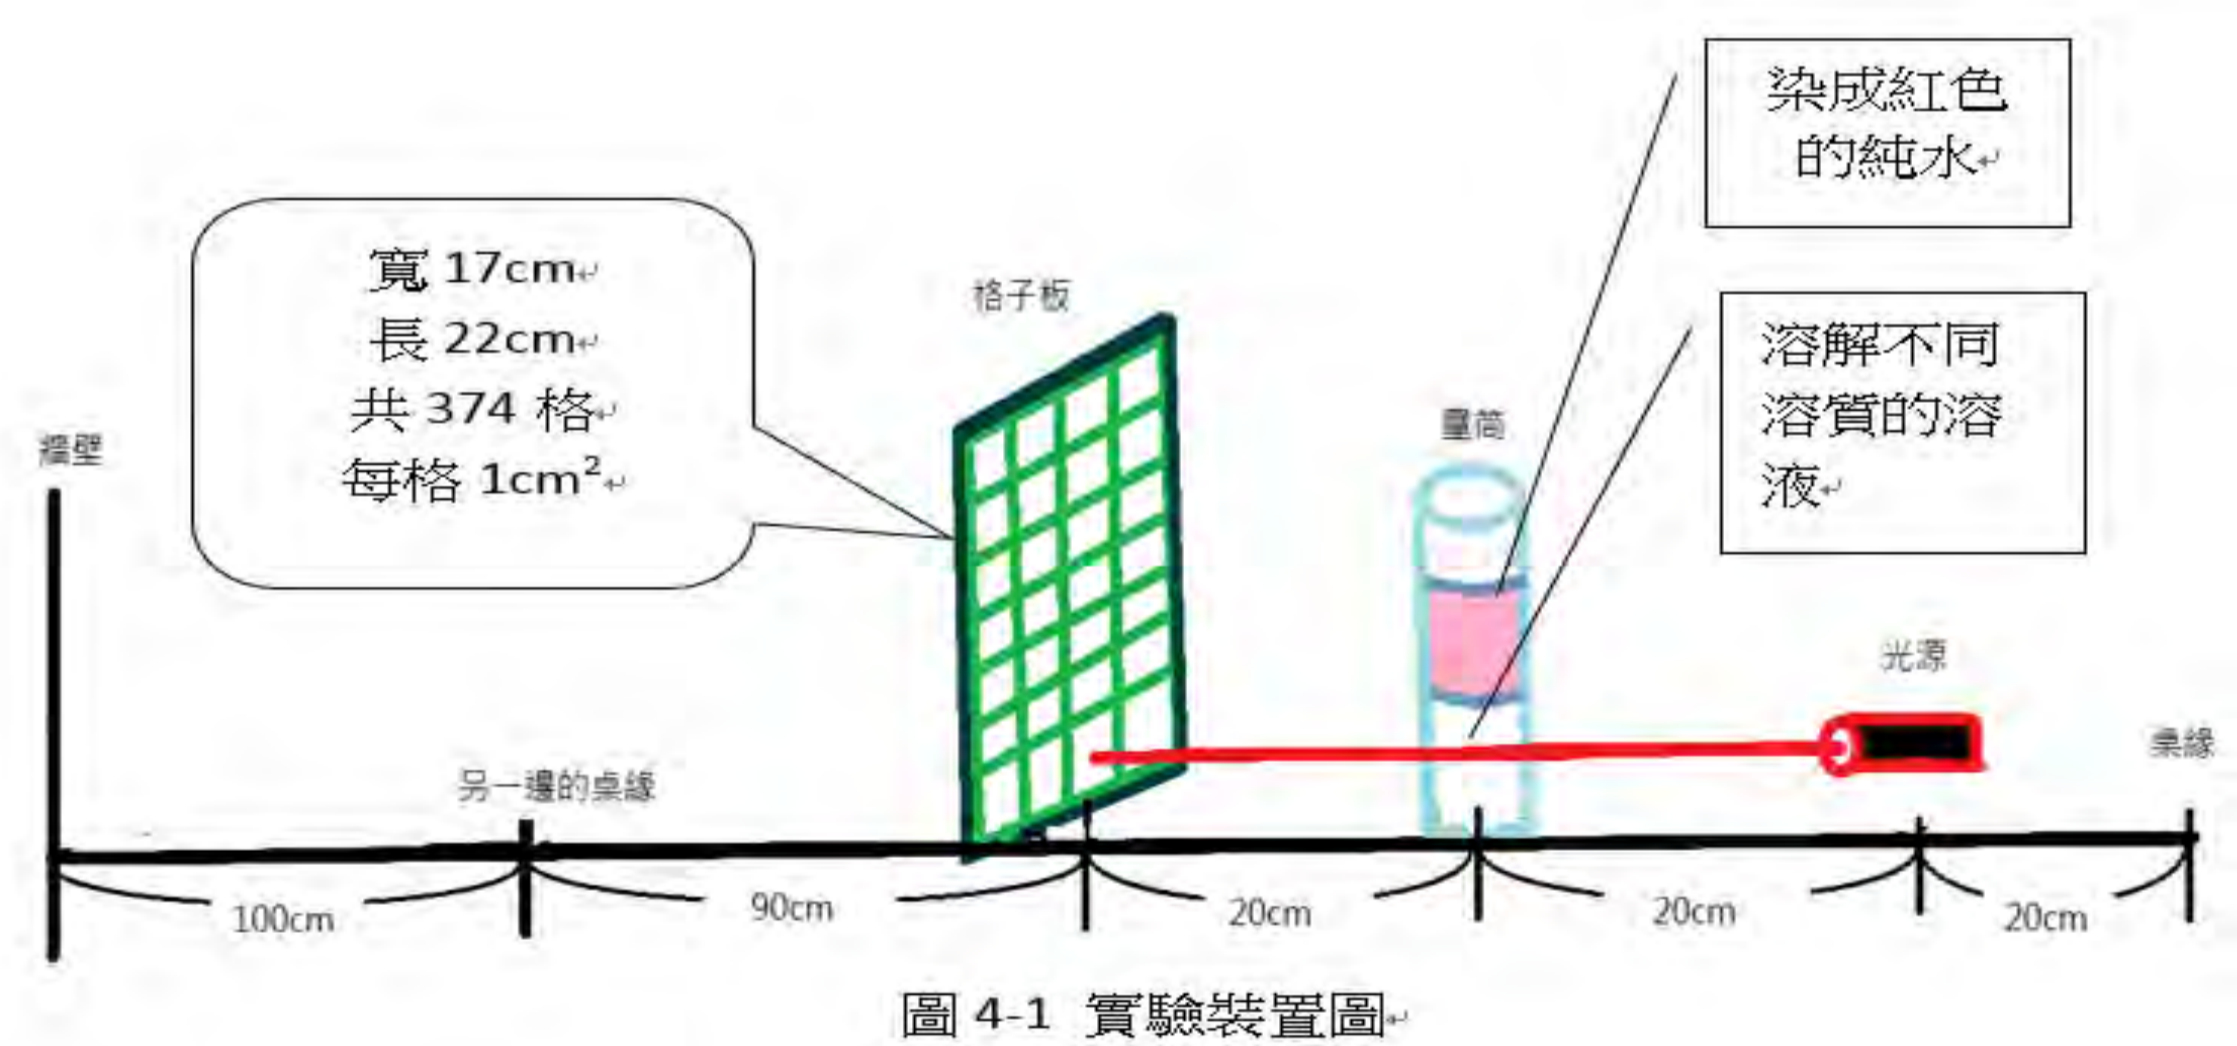 染成紅色
的純水
寬 17cm
長 22cm
共 374 格
每格 1cm²
格子板
溶解不同
溶質的溶
液
量筒
牆壁
光源
另一邊的桌緣
桌緣
100cm
90cm
20cm
20cm
20cm
圖 4-1 實驗裝置圖